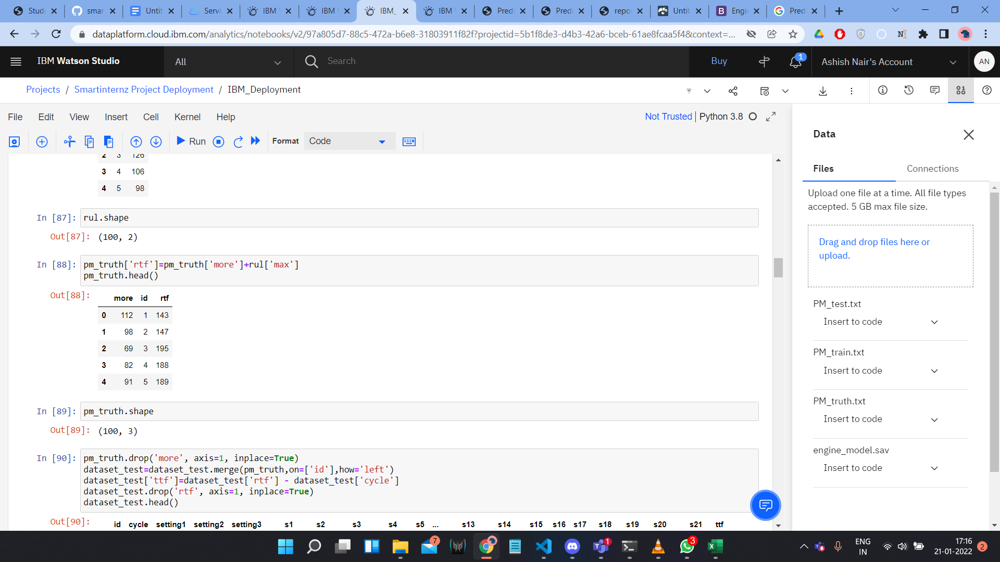 Stude
smar
Untit
Servi
IBM W
IBM W
IBM_
IBM W
Predi
Predi
repo
Untit
Engi
Pred
dataplatform.cloud.ibm.com/analytics/notebooks/v2/97a805d7-88c5-472a-b6e8-31803911f82f?projectid=5b1f8de3-d4b3-42a6-bceb-61ae8fcaa5f4&context=...
IBM Watson Studio
All
Search
Buy
1
Ashish Nair's Account
AN
Projects / Smartinternz Project Deployment / IBM_Deployment
File Edit View Insert Cell Kernel Help
Not Trusted Python 3.8
Run
Format Code
2 3 126
3 4 106
4 5 98
In [87]: rul.shape
Out[87]: (100, 2)
In [88]: pm_truth['rtf']=pm_truth['more']+rul['max']
pm_truth.head()
Out[88]: more id rtf
0 112 1 143
1 98 2 147
2 69 3 195
3 82 4 188
4 91 5 189
In [89]: pm_truth.shape
Out[89]: (100, 3)
In [90]: pm_truth.drop('more', axis=1, inplace=True)
dataset_test=dataset_test.merge(pm_truth,on=['id'],how='left')
dataset_test['ttf']=dataset_test['rtf'] - dataset_test['cycle']
dataset_test.drop('rtf', axis=1, inplace=True)
dataset_test.head()
Out[90]: id cycle setting1 setting2 setting3 s1 s2 s3 s4 s5 ... s13 s14 s15 s16 s17 s18 s19 s20 s21 ttf
Data
Files Connections
Upload one file at a time. All file types
accepted. 5 GB max file size.
Drag and drop files here or
upload.
PM_test.txt
Insert to code
PM_train.txt
Insert to code
PM_truth.txt
Insert to code
engine_model.sav
Insert to code
7
1
3
ENG
IN
17:16
21-01-2022
2